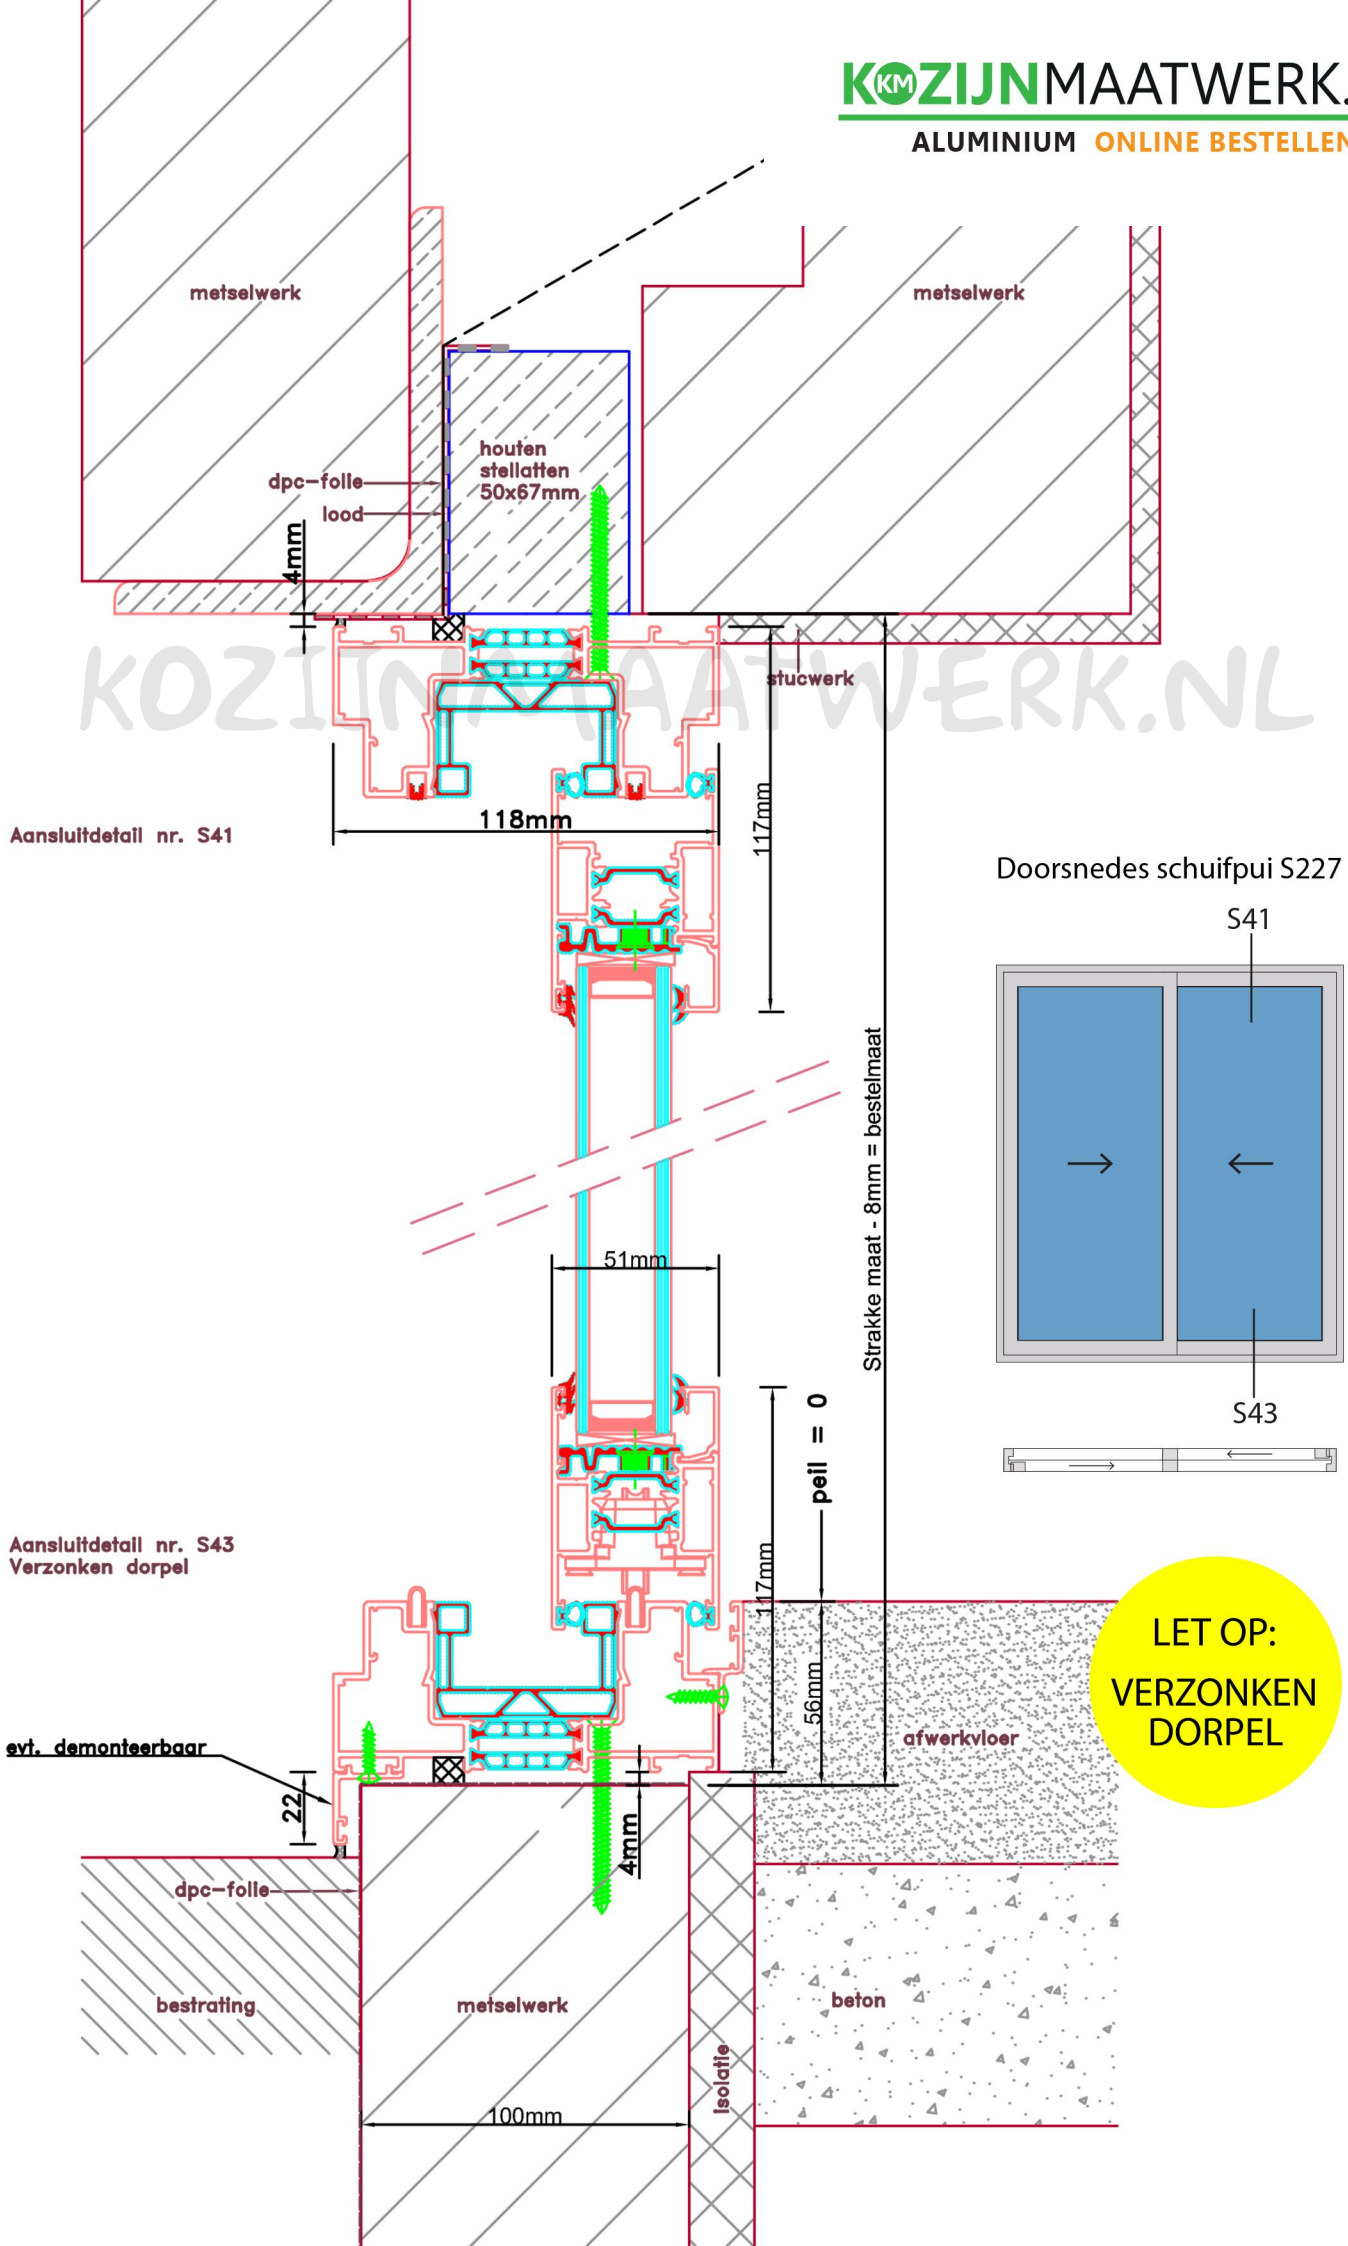 KOZIJNMAATWERK.
KM
ALUMINIUM ONLINE BESTELLEN
metselwerk
metselwerk
houten
stellatten
50x67mm
dpc-folie
lood
4mm
KOZIJNMAATWERK.NL
stucwerk
118mm
117mm
Aansluitdetail nr. S41
Doorsnedes schuifpui S227
S41
Strakke maat - 8mm = bestelmaat
51mm
S43
peil = 0
Aansluitdetail nr. S43
Verzonken dorpel
117mm
56mm
LET OP:
VERZONKEN
DORPEL
afwerkvloer
evt. demonteerbaar
22
4mm
dpc-folie
bestrating
metselwerk
beton
isolatie
100mm